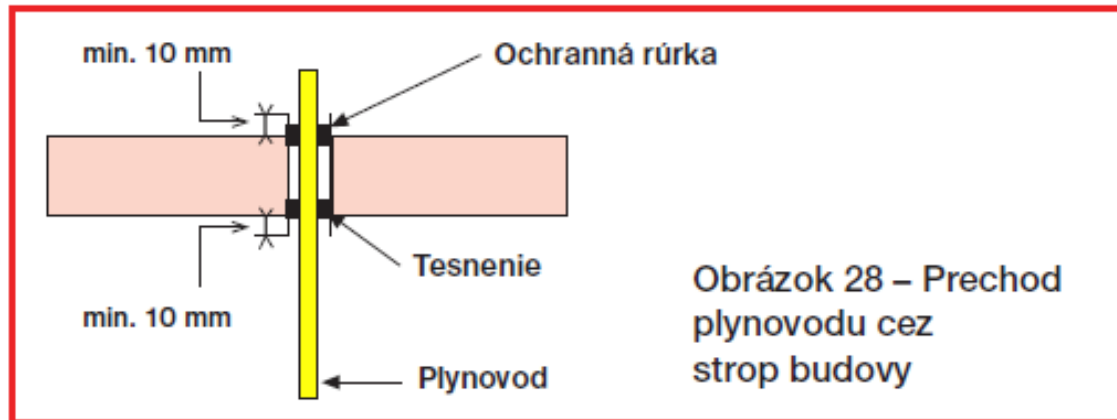 min. 10 mm
Ochranná rúrka
Tesnenie
min. 10 mm
Plynovod
Obrázok 28 – Prechod
plynovodu cez
strop budovy